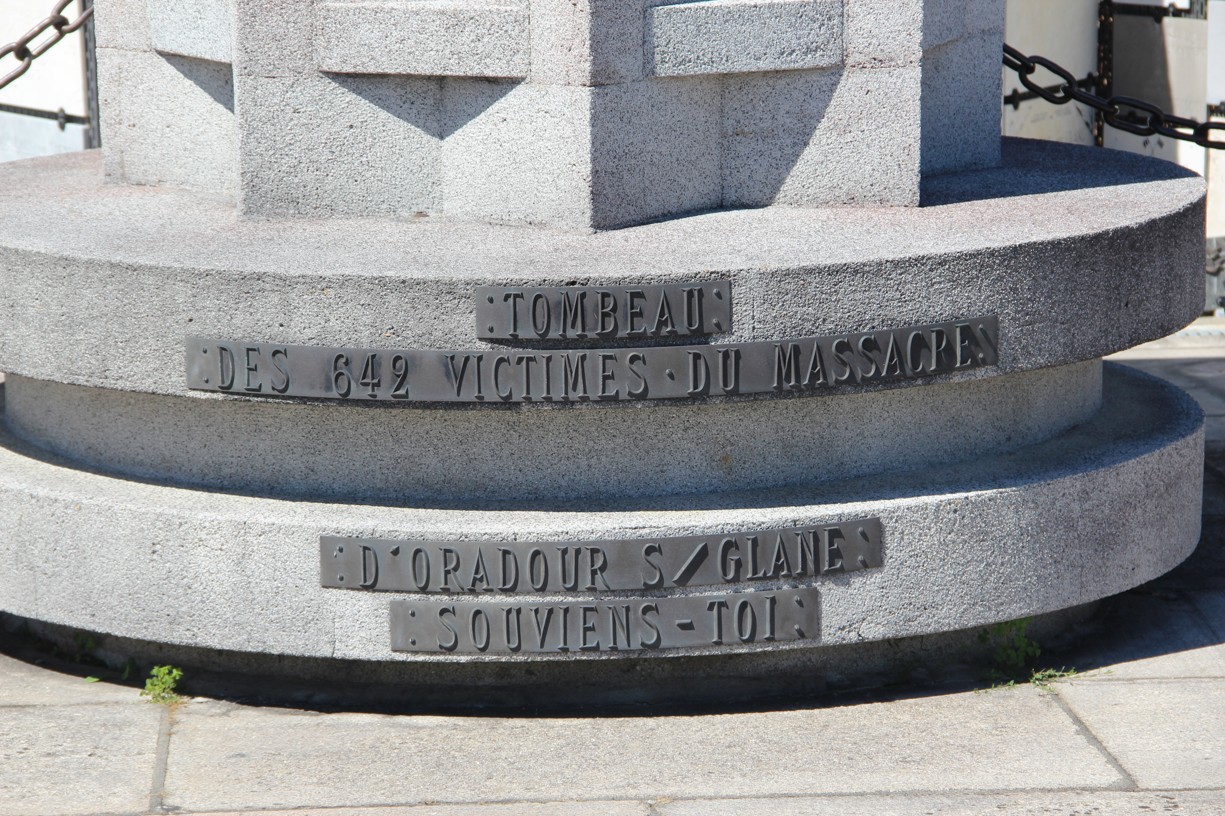 TOMBEAU
DES 642 VICTIMES · DU MASSACRE
D'ORADOUR S/GLANE
SOUVIENS-TOI